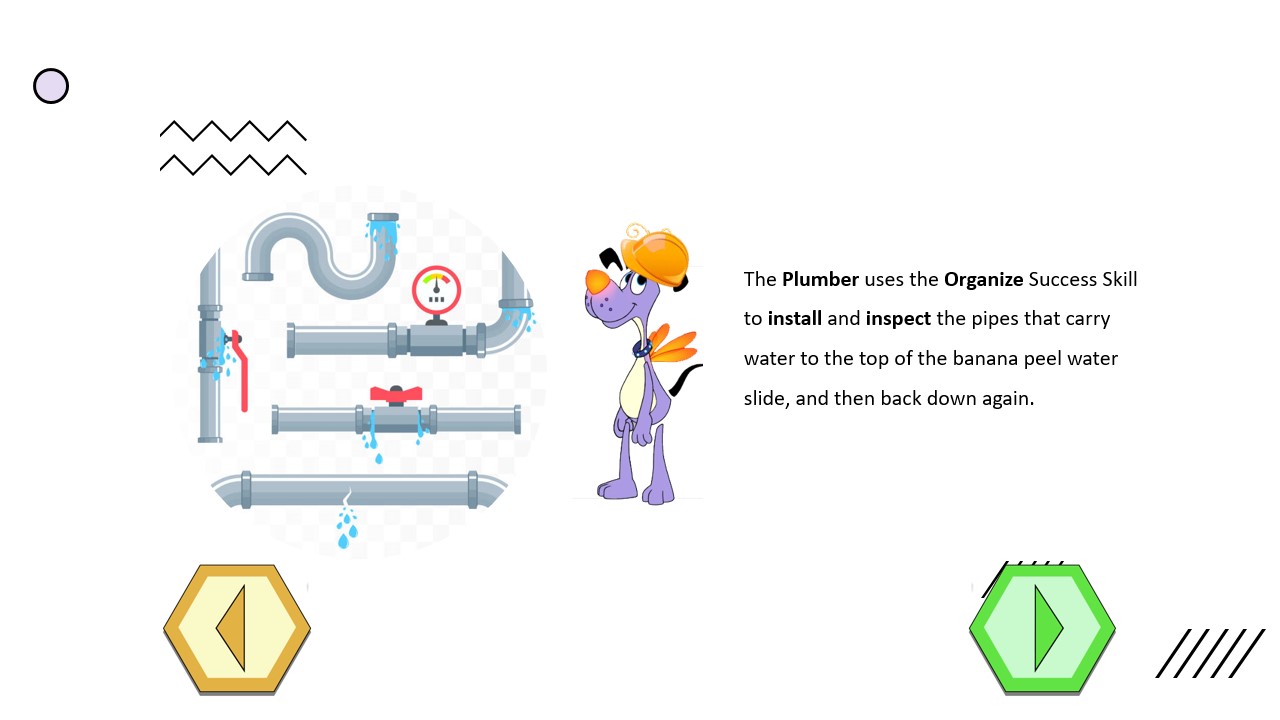 The Plumber uses the Organize Success Skill
to install and inspect the pipes that carry
water to the top of the banana peel water
slide, and then back down again.